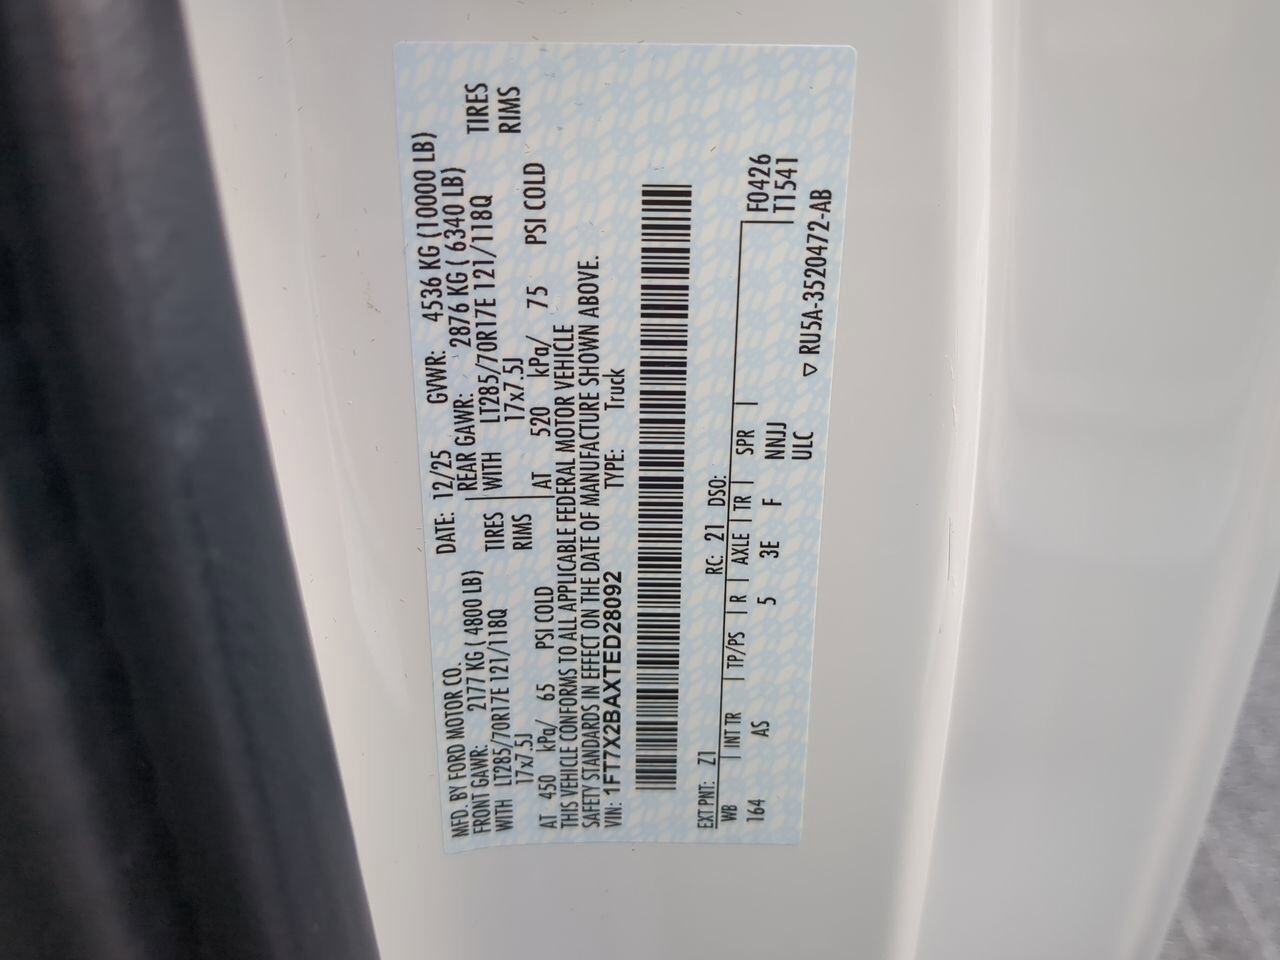 MFD. BY FORD MOTOR CO.
DATE: 12/25 GVWR: 4536 KG (10000 LB)
FRONT GAWR: 2177 KG ( 4800 LB) REAR GAWR: 2876 KG ( 6340 LB)
WITH LT285/70R17E 121/118Q TIRES WITH LT285/70R17E 121/118Q TIRES
17x7.5J RIMS 17x7.5J RIMS
AT 450 kPa/ 65 PSI COLD AT 520 kPa/ 75 PSI COLD
THIS VEHICLE CONFORMS TO ALL APPLICABLE FEDERAL MOTOR VEHICLE
SAFETY STANDARDS IN EFFECT ON THE DATE OF MANUFACTURE SHOWN ABOVE.
VIN: 1FT7X2BAXTED28092 TYPE: Truck
EXT PNT: Z1 RC: 21 DSO:
WB INT TR TP/PS R AXLE TR SPR F0426
164 AS 5 3E F NNJJ T1541
ULC ▽ RU5A-3520472-AB